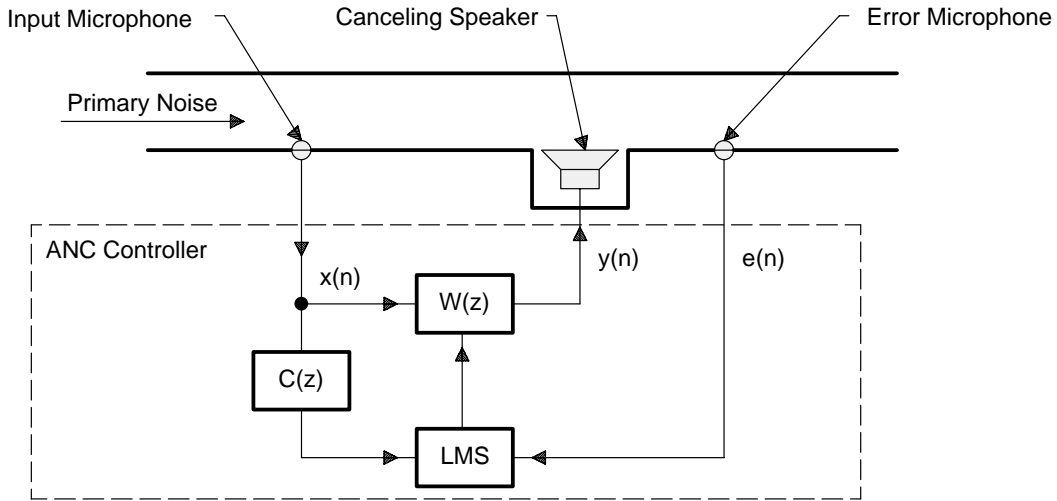 Input Microphone
Canceling Speaker
Error Microphone
Primary Noise
ANC Controller
x(n)
y(n)
e(n)
W(z)
C(z)
LMS